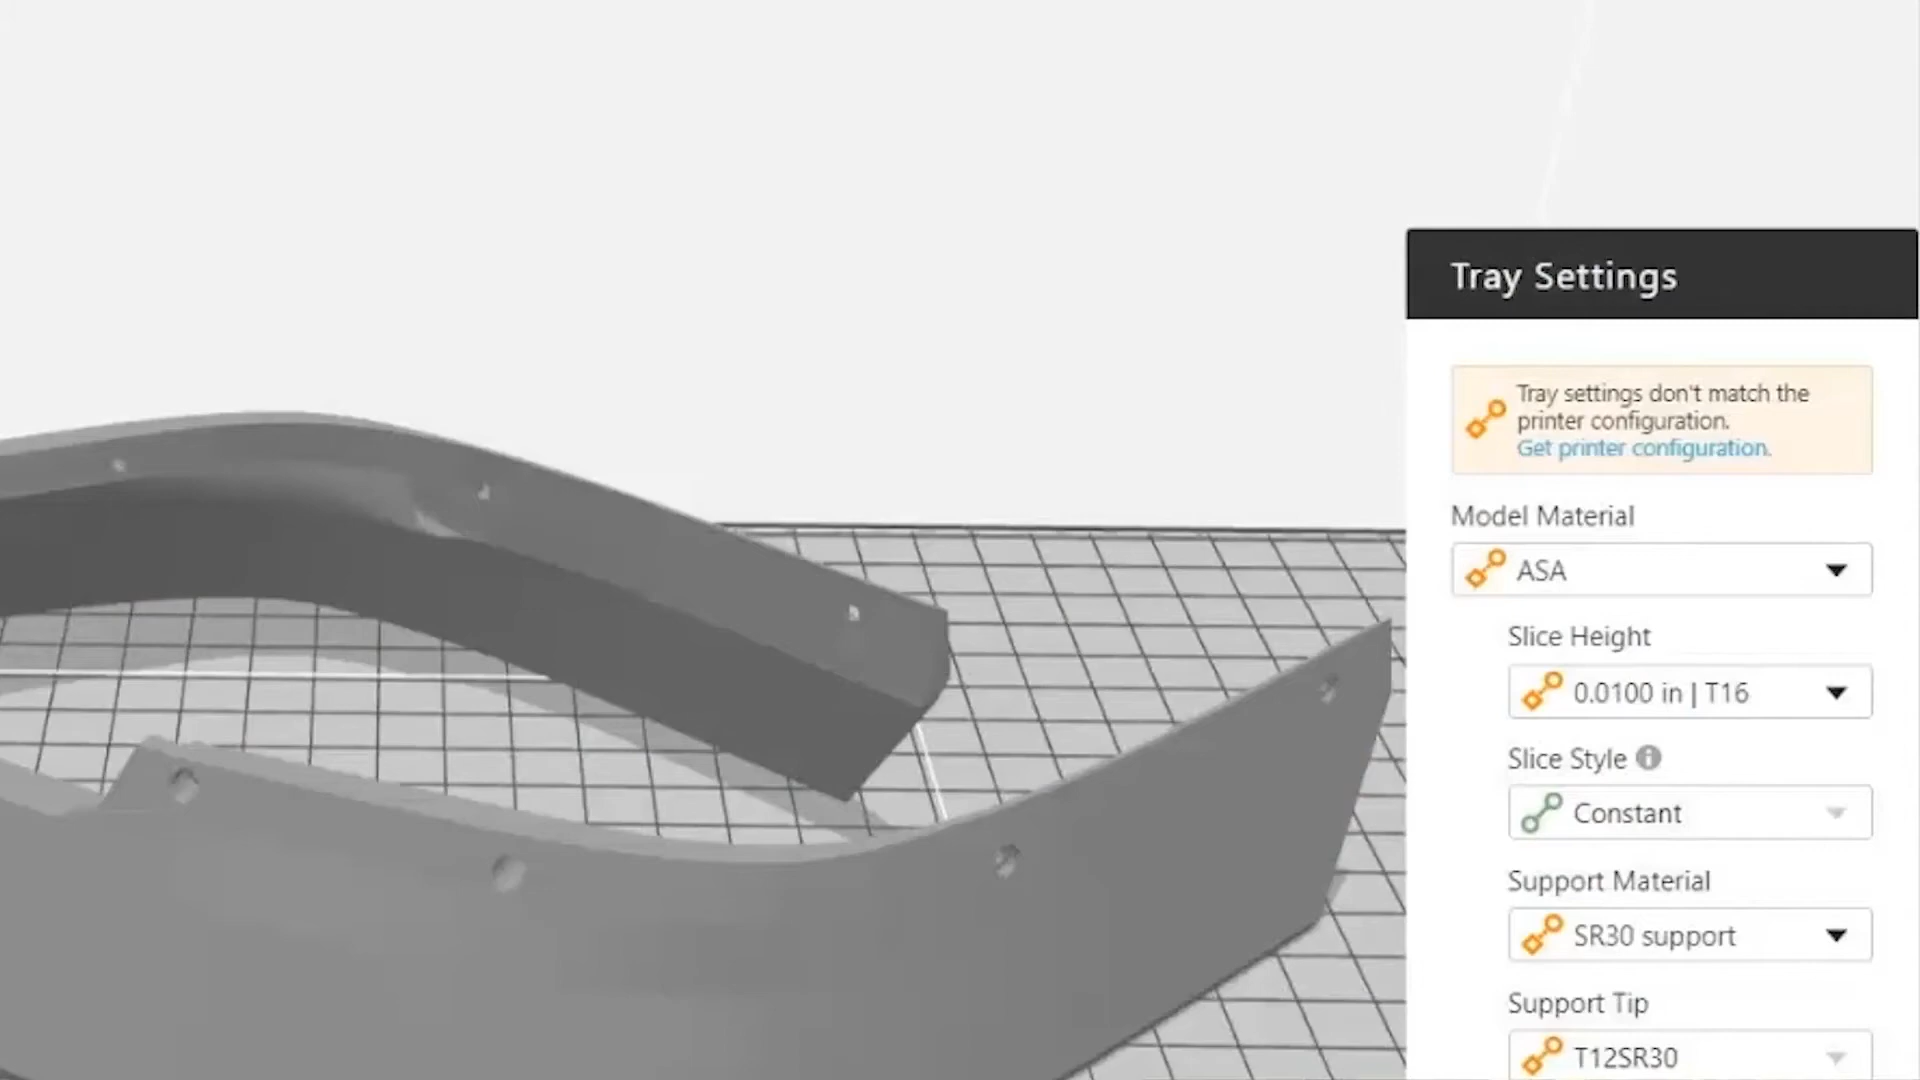 Tray Settings
Tray settings don't match the
printer configuration.
Get printer configuration.
Model Material
ASA
Slice Height
0.0100 in | T16
Slice Style
Constant
Support Material
SR30 support
Support Tip
T12SR30